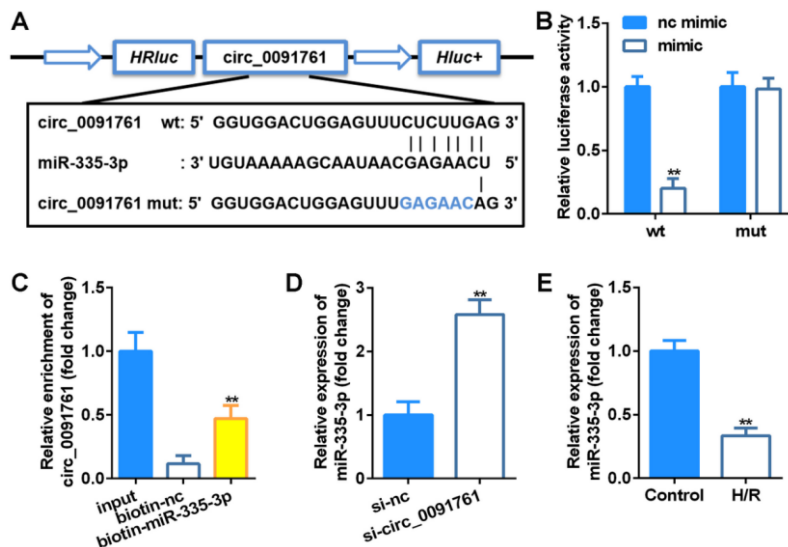 A
HRluc circ_0091761 Hluc+
circ_0091761 wt: 5' GGUGGACUGGAGUUUCUCUUGAG 3'
miR-335-3p : 3' UGUAAAAAGCAAUAACGAGAACU 5'
circ_0091761 mut: 5' GGUGGACUGGAGUUUGAGAACAG 3'
B
Relative luciferase activity
1.5
1.0
0.5
0.0
nc mimic
mimic
**
wt mut
C
Relative enrichment of
circ_0091761 (fold change)
1.5
1.0
0.5
0.0
**
input
biotin-nc
biotin-miR-335-3p
D
Relative expression of
miR-335-3p (fold change)
3
2
1
0
**
si-nc
si-circ_0091761
E
Relative expression of
miR-335-3p (fold change)
1.5
1.0
0.5
0.0
**
Control H/R